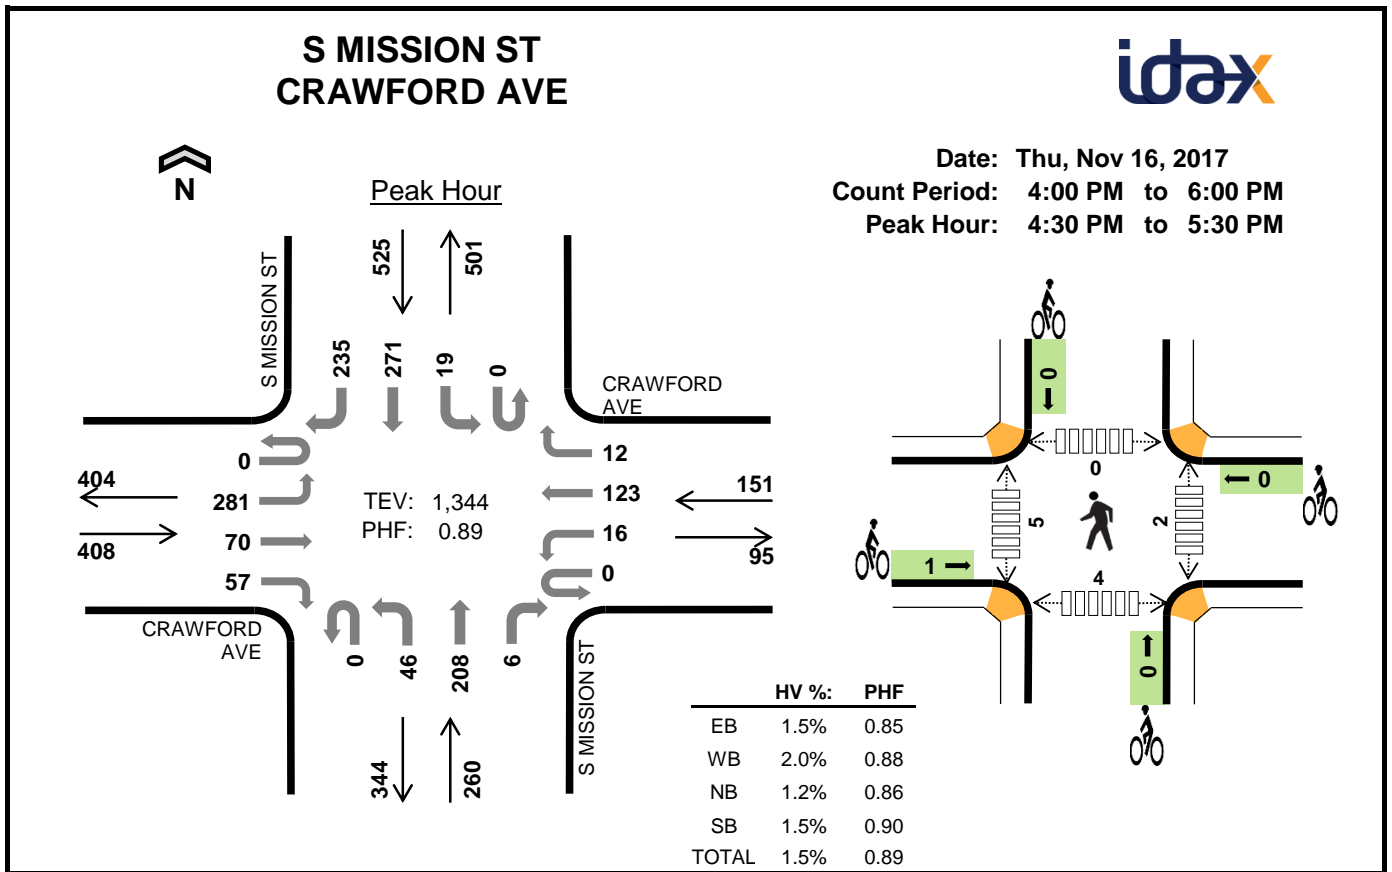 S MISSION ST
CRAWFORD AVE
idax
N
Peak Hour
Date: Thu, Nov 16, 2017
Count Period: 4:00 PM to 6:00 PM
Peak Hour: 4:30 PM to 5:30 PM
525
501
S MISSION ST
235
271
19
0
CRAWFORD
AVE
0
281
70
57
404
408
TEV: 1,344
PHF: 0.89
12
123
16
0
151
95
CRAWFORD
AVE
0
46
208
6
S MISSION ST
344
260
0
0
0
5
2
1
4
0
HV %: PHF
EB 1.5% 0.85
WB 2.0% 0.88
NB 1.2% 0.86
SB 1.5% 0.90
TOTAL 1.5% 0.89